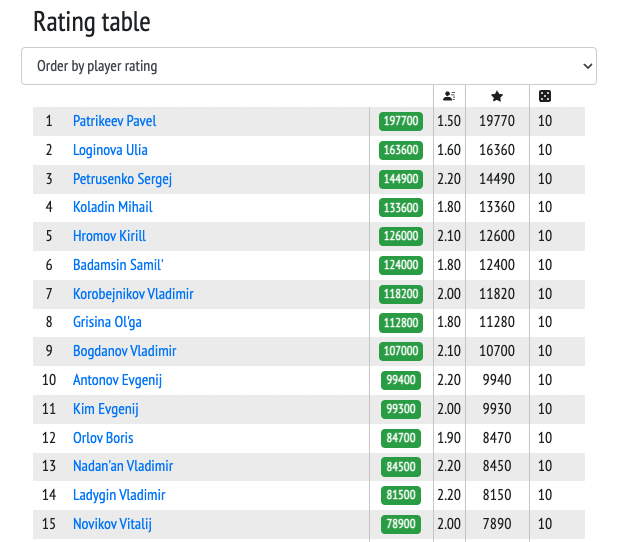 Rating table
Order by player rating
1 Patrikeev Pavel 197700 1.50 19770 10
2 Loginova Ulia 163600 1.60 16360 10
3 Petrusenko Sergej 144900 2.20 14490 10
4 Koladin Mihail 133600 1.80 13360 10
5 Hromov Kirill 126000 2.10 12600 10
6 Badamsin Samil' 124000 1.80 12400 10
7 Korobejnikov Vladimir 118200 2.00 11820 10
8 Grisina Ol'ga 112800 1.80 11280 10
9 Bogdanov Vladimir 107000 2.10 10700 10
10 Antonov Evgenij 99400 2.20 9940 10
11 Kim Evgenij 99300 2.00 9930 10
12 Orlov Boris 84700 1.90 8470 10
13 Nadan'an Vladimir 84500 2.20 8450 10
14 Ladygin Vladimir 81500 2.20 8150 10
15 Novikov Vitalij 78900 2.00 7890 10